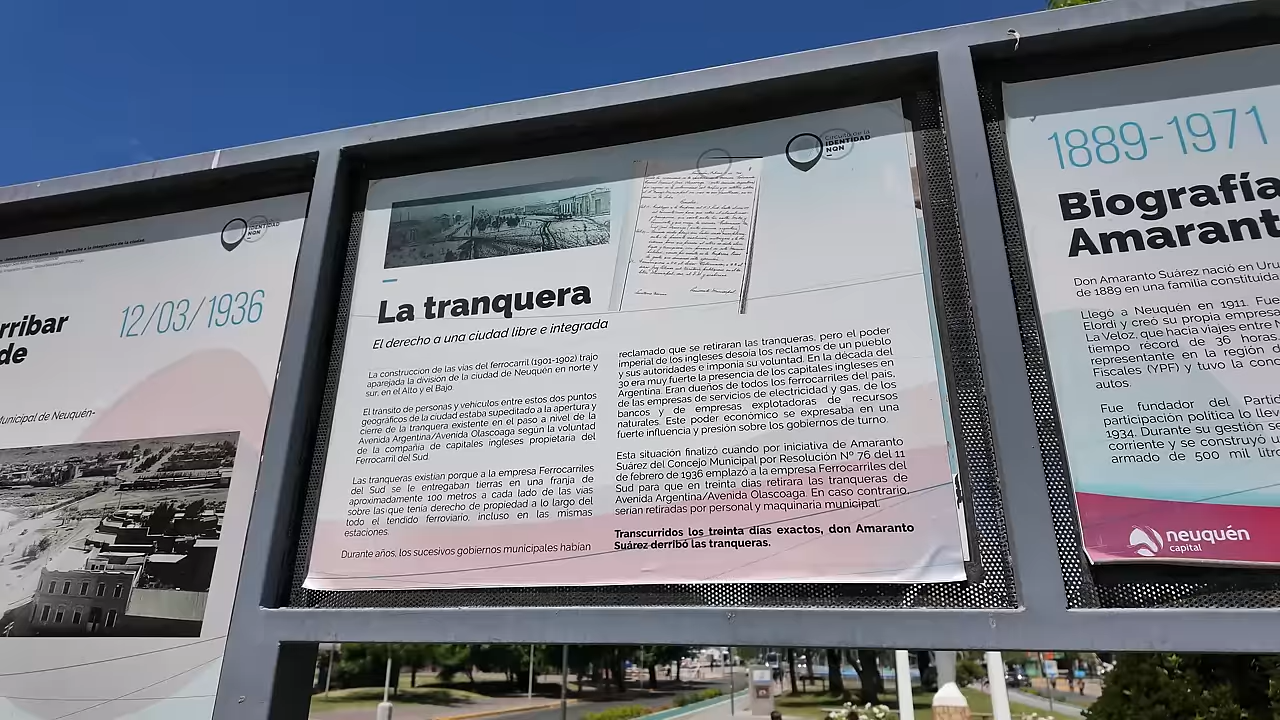 IDENTIDAD
NQN
12/03/1936
rribar
de
Municipal de Neuquén-
Circuito de la
IDENTIDAD
NQN
La tranquera
El derecho a una ciudad libre e integrada
La construcción de las vías del ferrocarril (1901-1902) trajo
aparejada la división de la ciudad de Neuquén en norte y
sur, en el Alto y el Bajo.
El tránsito de personas y vehículos entre estos dos puntos
geográficos de la ciudad estaba supeditado a la apertura y
cierre de la tranquera existente en el paso a nivel de la
Avenida Argentina/Avenida Olascoaga según la voluntad
de la compañía de capitales ingleses propietaria del
Ferrocarril del Sud.
Las tranqueras existían porque a la empresa Ferrocarriles
del Sud se le entregaban tierras en una franja de
aproximadamente 100 metros a cada lado de las vías
sobre las que tenía derecho de propiedad a lo largo de
todo el tendido ferroviario, incluso en las mismas
estaciones.
Durante años, los sucesivos gobiernos municipales habían
reclamado que se retiraran las tranqueras, pero el poder
imperial de los ingleses desoía los reclamos de un pueblo
y sus autoridades e imponía su voluntad. En la década del
30 era muy fuerte la presencia de los capitales ingleses en
Argentina. Eran dueños de todos los ferrocarriles del país,
de las empresas de servicios de electricidad y gas, de los
bancos y de empresas explotadoras de recursos
naturales. Este poder económico se expresaba en una
fuerte influencia y presión sobre los gobiernos de turno.
Esta situación finalizó cuando por iniciativa de Amaranto
Suárez del Concejo Municipal por Resolución N° 76 del 11
de febrero de 1936 emplazó a la empresa Ferrocarriles del
Sud para que en treinta días retirara las tranqueras de
Avenida Argentina/Avenida Olascoaga. En caso contrario,
serían retiradas por personal y maquinaria municipal.
Transcurridos los treinta días exactos, don Amaranto
Suárez derribó las tranqueras.
1889-1971
Biografía
Amarant
Don Amaranto Suárez nació en Uru
de 1889 en una familia constituida
Llegó a Neuquén en 1911. Fue
Elordi y creó su propia empresa
La Veloz, que hacía viajes entre N
tiempo récord de 36 horas.
representante en la región d
Fiscales (YPF) y tuvo la conc
autos.
Fue fundador del Partic
participación política lo llev
1934. Durante su gestión se
corriente y se construyó u
armado de 500 mil litro
neuquén
capital